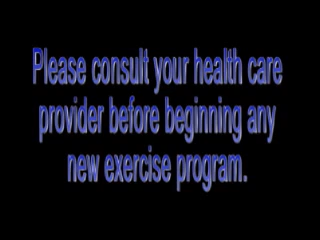 Please consult your health care
provider before beginning any
new exercise program.